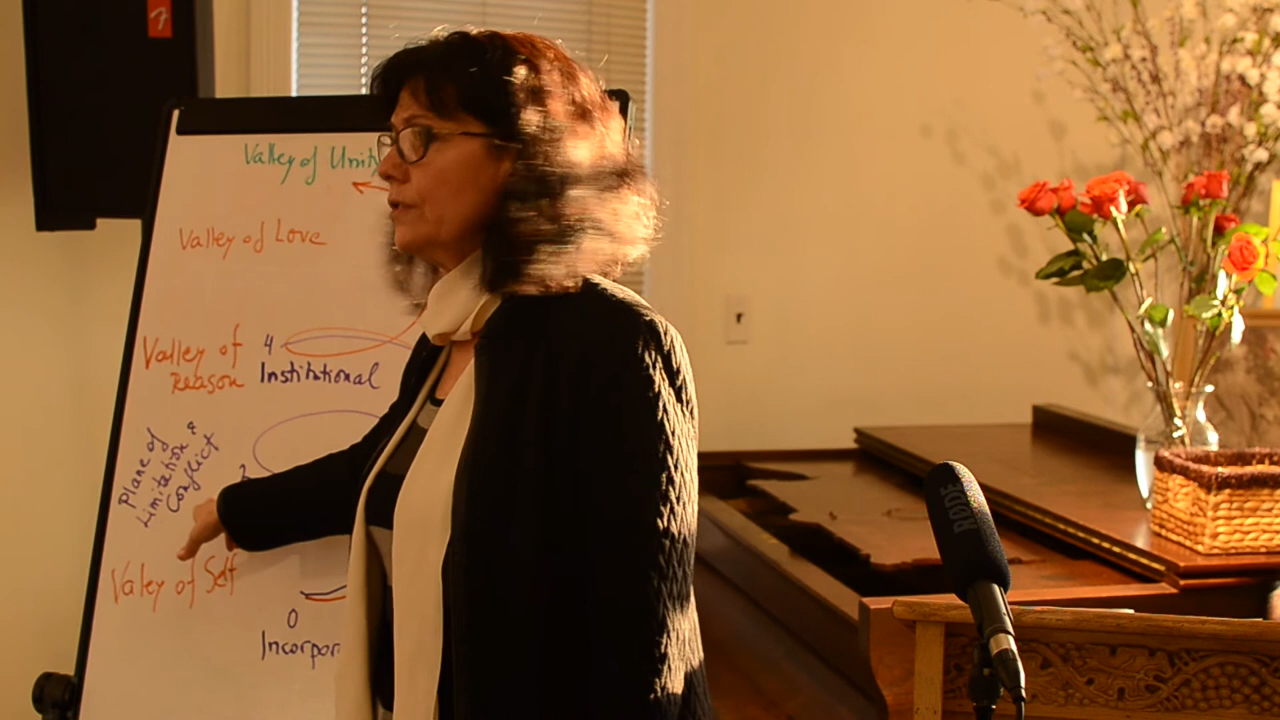 Valley of Unity
Valley of Love
Valley of
Reason
4
Institutional
Plane of
Limitation &
Conflict
Valey of Self
0
Incorpor
RØDE